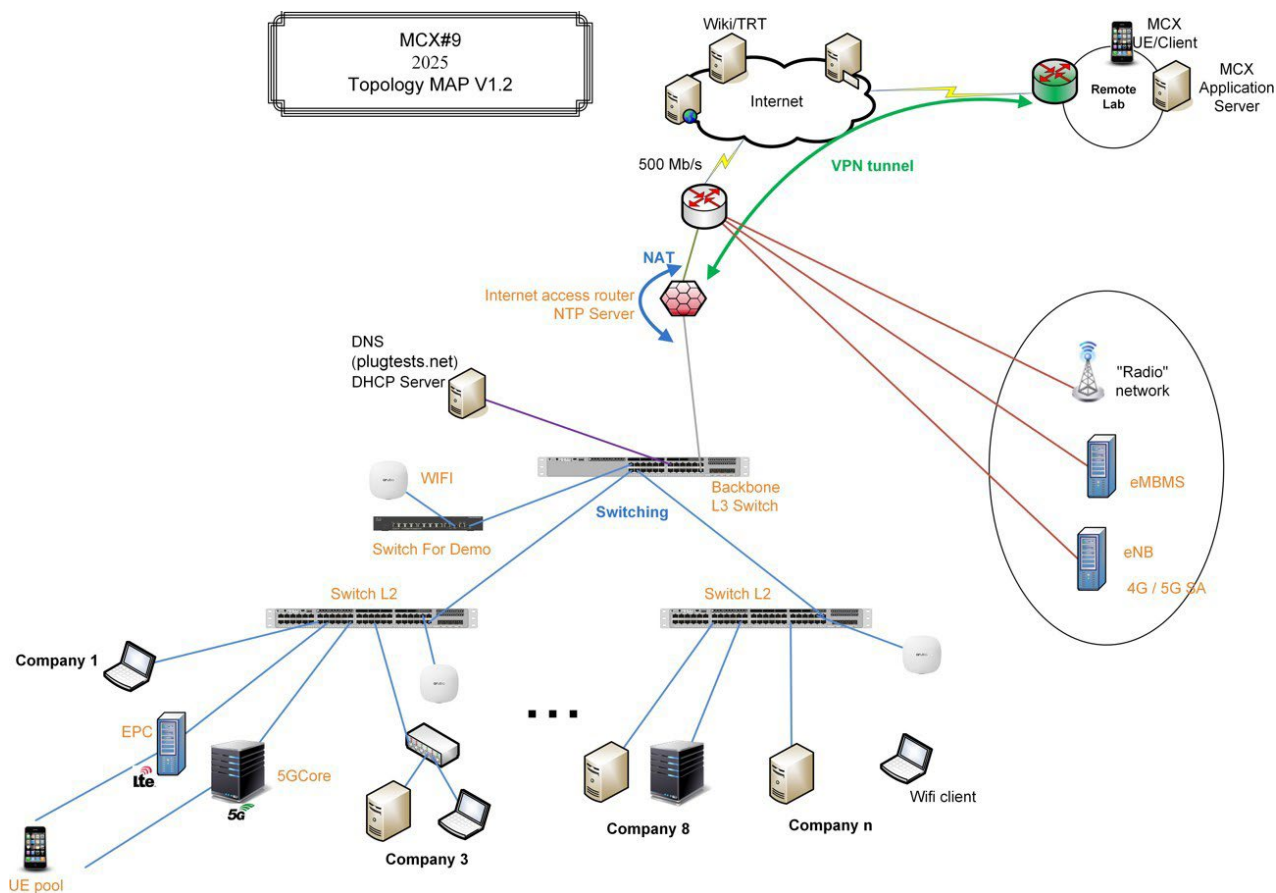 MCX#9
2025
Topology MAP V1.2
Wiki/TRT
Internet
MCX
UE/Client
Remote
Lab
MCX
Application
Server
500 Mb/s
VPN tunnel
NAT
Internet access router
NTP Server
DNS
(plugtests.net)
DHCP Server
"Radio"
network
WIFI
Backbone
L3 Switch
eMBMS
Switching
Switch For Demo
eNB
4G / 5G SA
Switch L2
Switch L2
Company 1
EPC
lte
5GCore
5G
Wifi client
Company 8
Company n
Company 3
UE pool